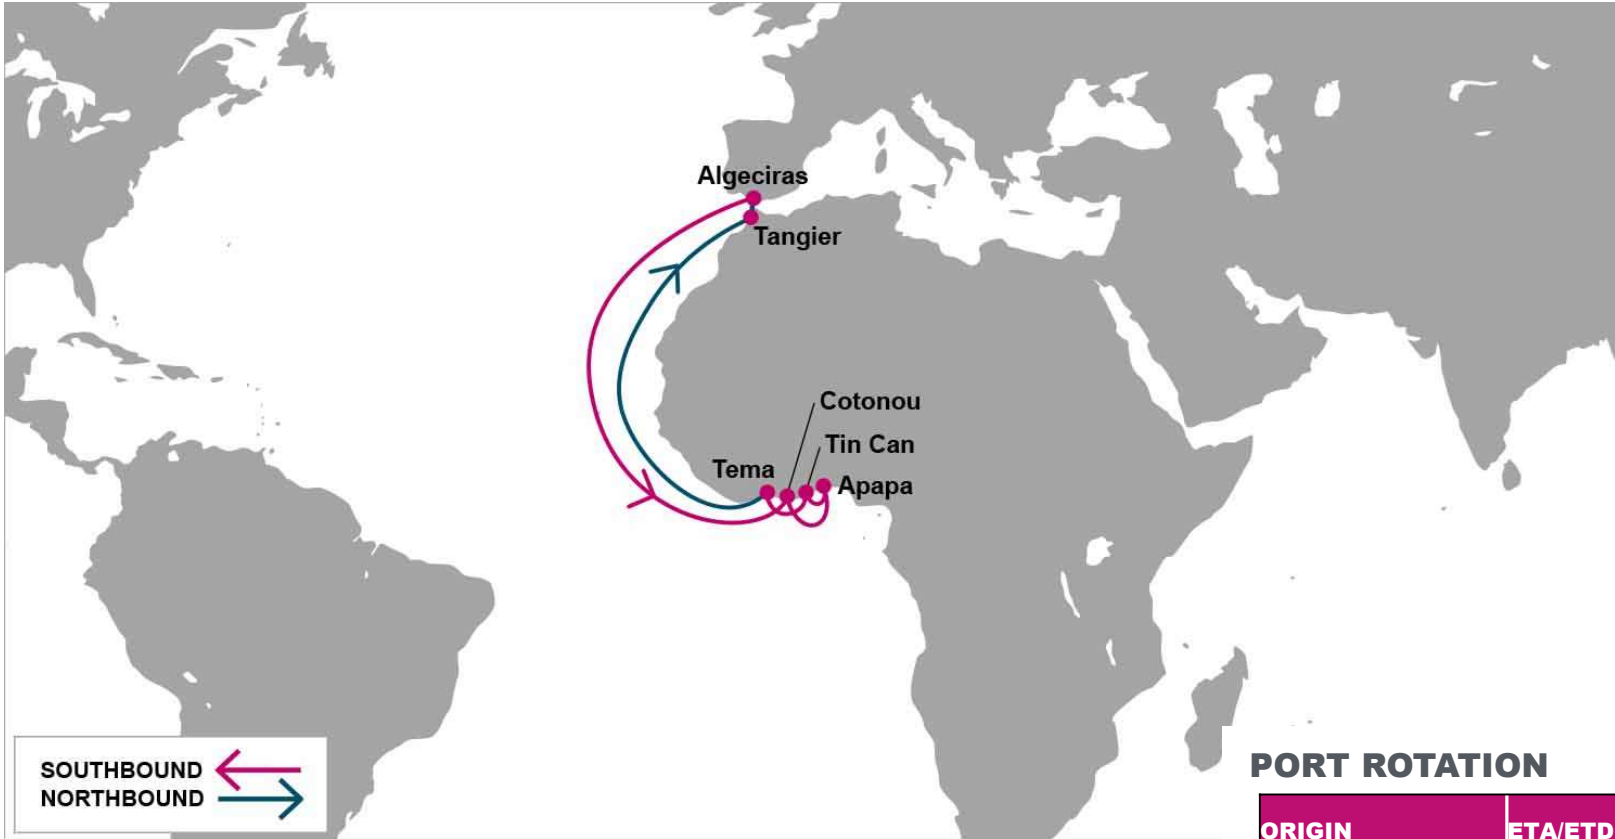 Algeciras
Tangier
Cotonou
Tin Can
Tema
Apapa
SOUTHBOUND
NORTHBOUND
PORT ROTATION
ORIGIN ETA/ETD